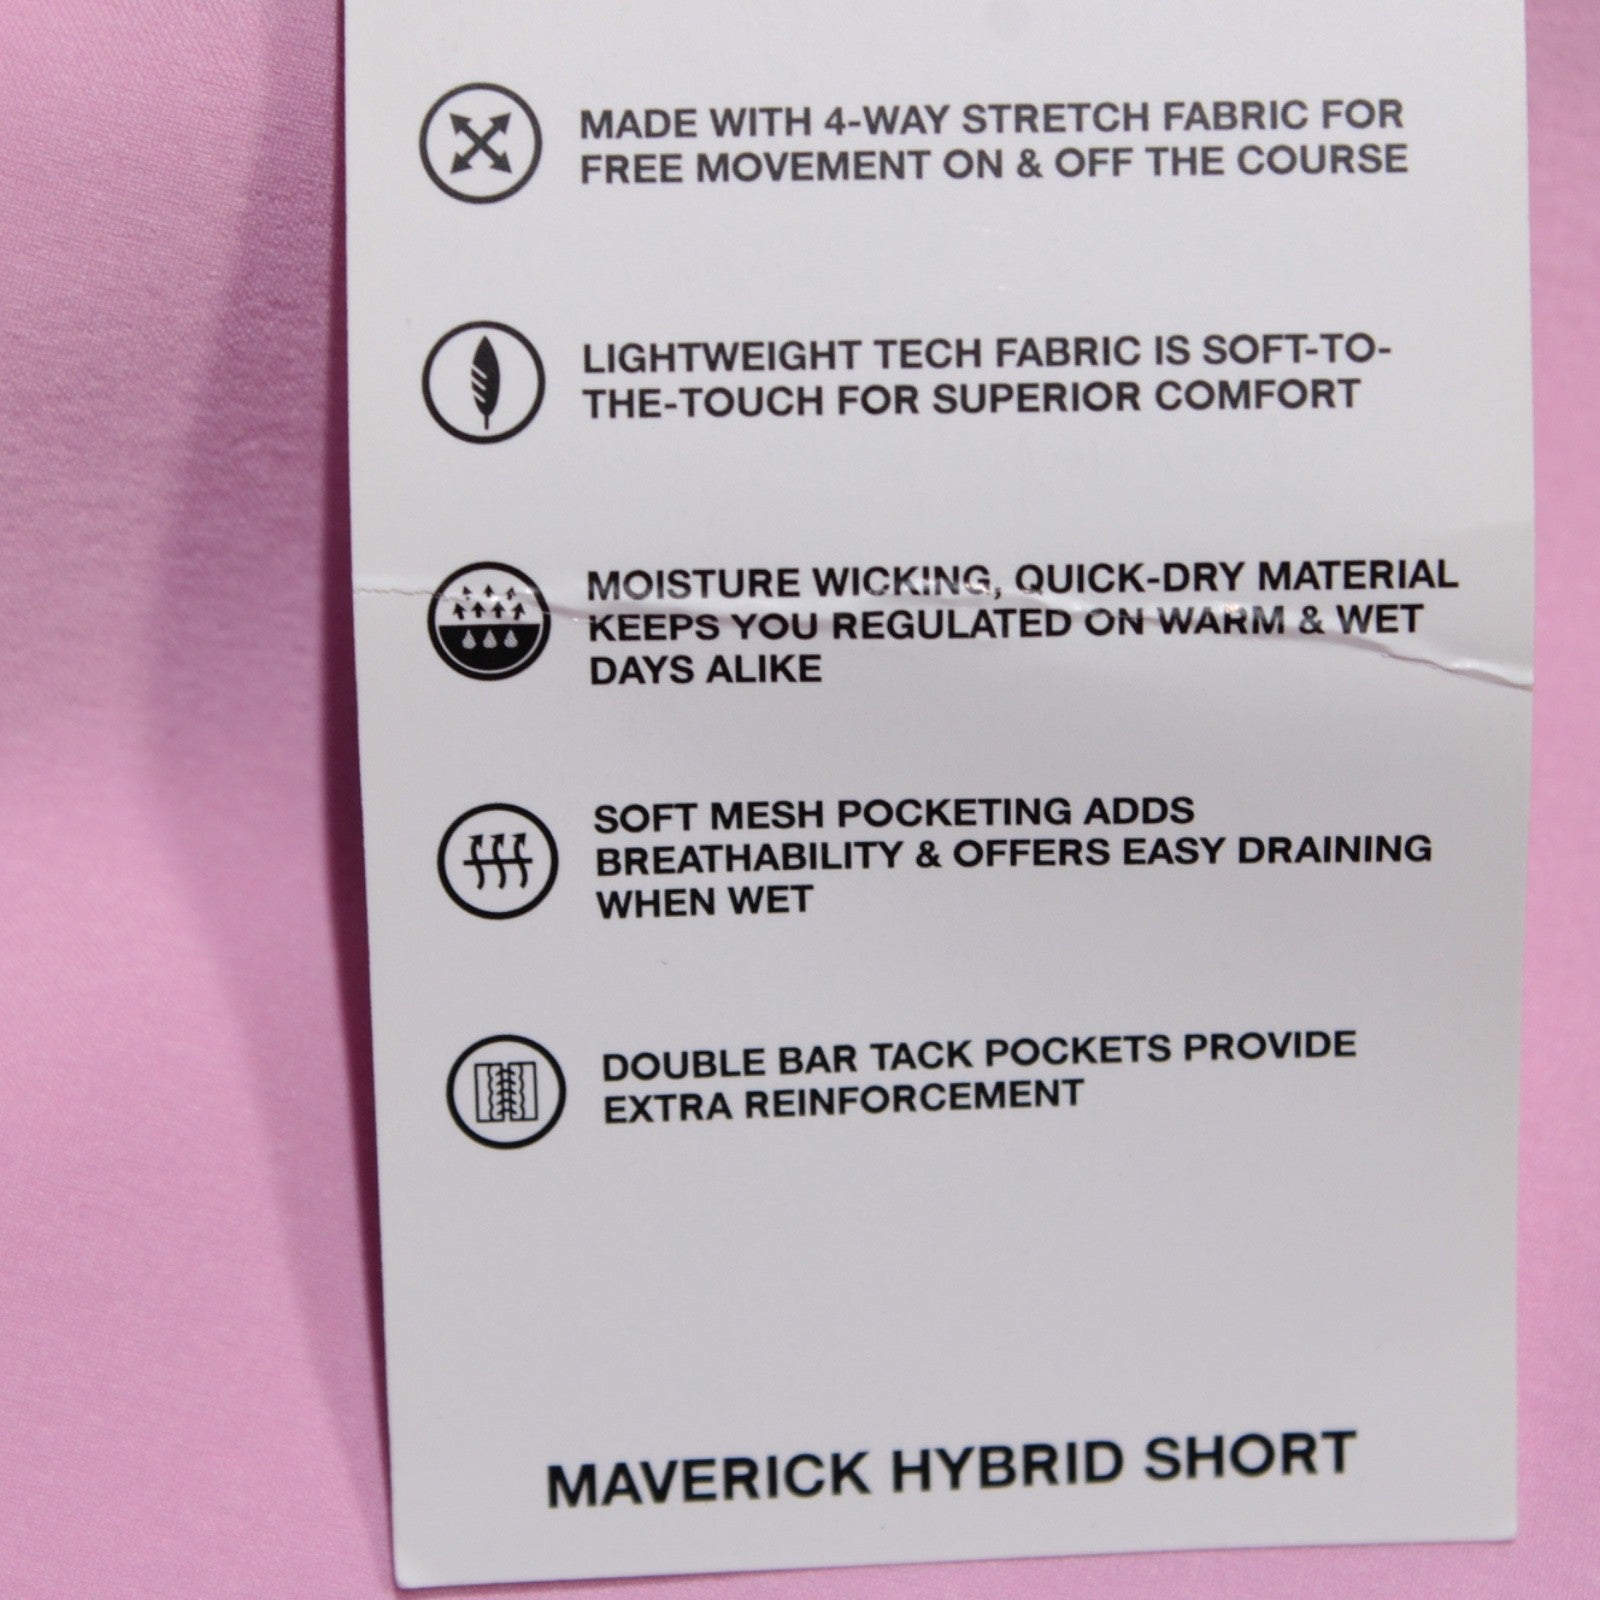 MADE WITH 4-WAY STRETCH FABRIC FOR
FREE MOVEMENT ON & OFF THE COURSE
LIGHTWEIGHT TECH FABRIC IS SOFT-TO-
THE-TOUCH FOR SUPERIOR COMFORT
MOISTURE WICKING, QUICK-DRY MATERIAL
KEEPS YOU REGULATED ON WARM & WET
DAYS ALIKE
SOFT MESH POCKETING ADDS
BREATHABILITY & OFFERS EASY DRAINING
WHEN WET
DOUBLE BAR TACK POCKETS PROVIDE
EXTRA REINFORCEMENT
MAVERICK HYBRID SHORT